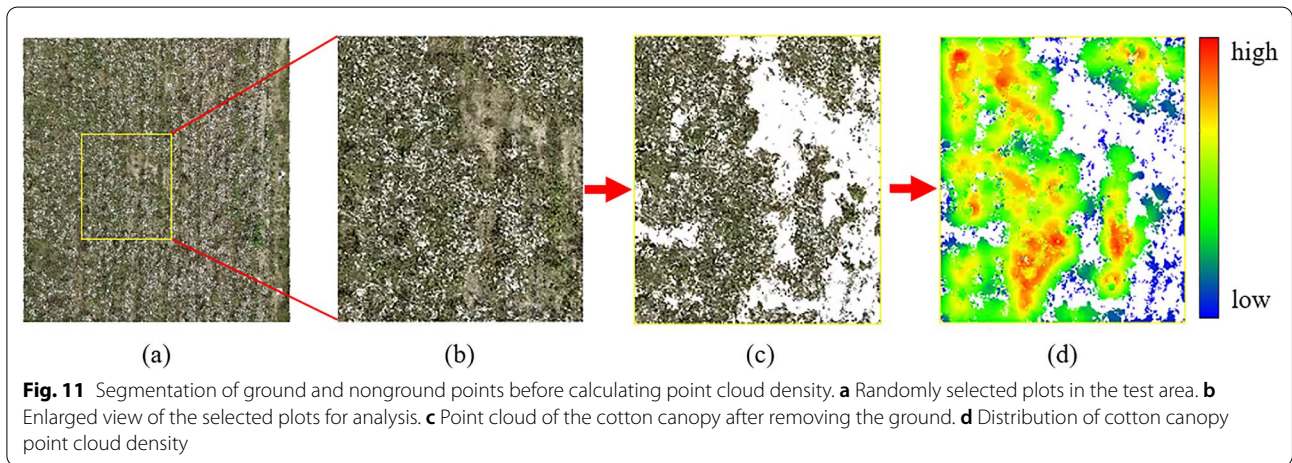 high
low
(a) (b) (c) (d)
Fig. 11 Segmentation of ground and nonground points before calculating point cloud density. a Randomly selected plots in the test area. b
Enlarged view of the selected plots for analysis. c Point cloud of the cotton canopy after removing the ground. d Distribution of cotton canopy
point cloud density